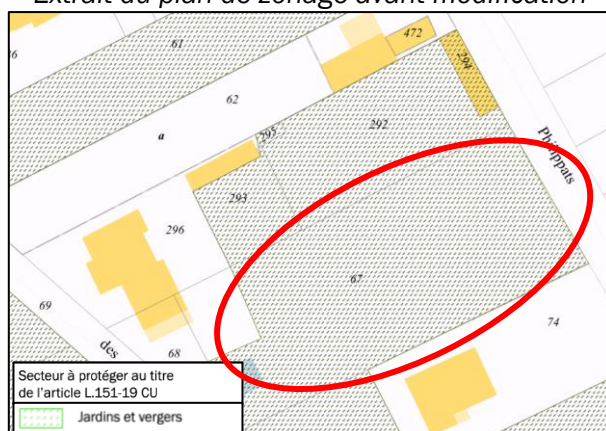 Extrait du plan de zonage avant modification
61
472
294
62
295
292
a
Philippats
293
296
67
69
74
des
68
Secteur à protéger au titre
de l'article L.151-19 CU
Jardins et vergers